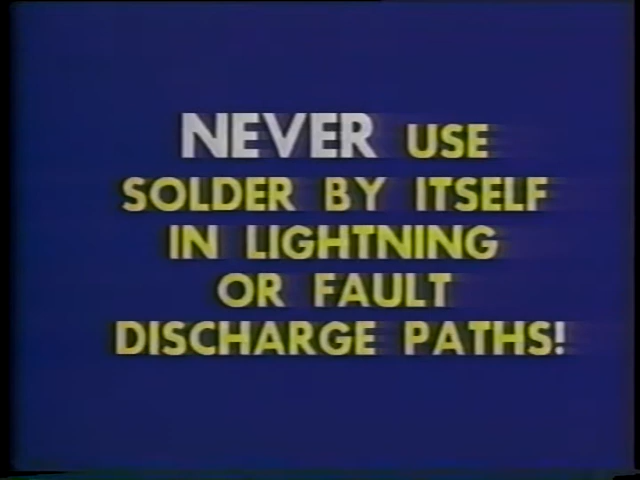 NEVER USE
SOLDER BY ITSELF
IN LIGHTNING
OR FAULT
DISCHARGE PATHS!